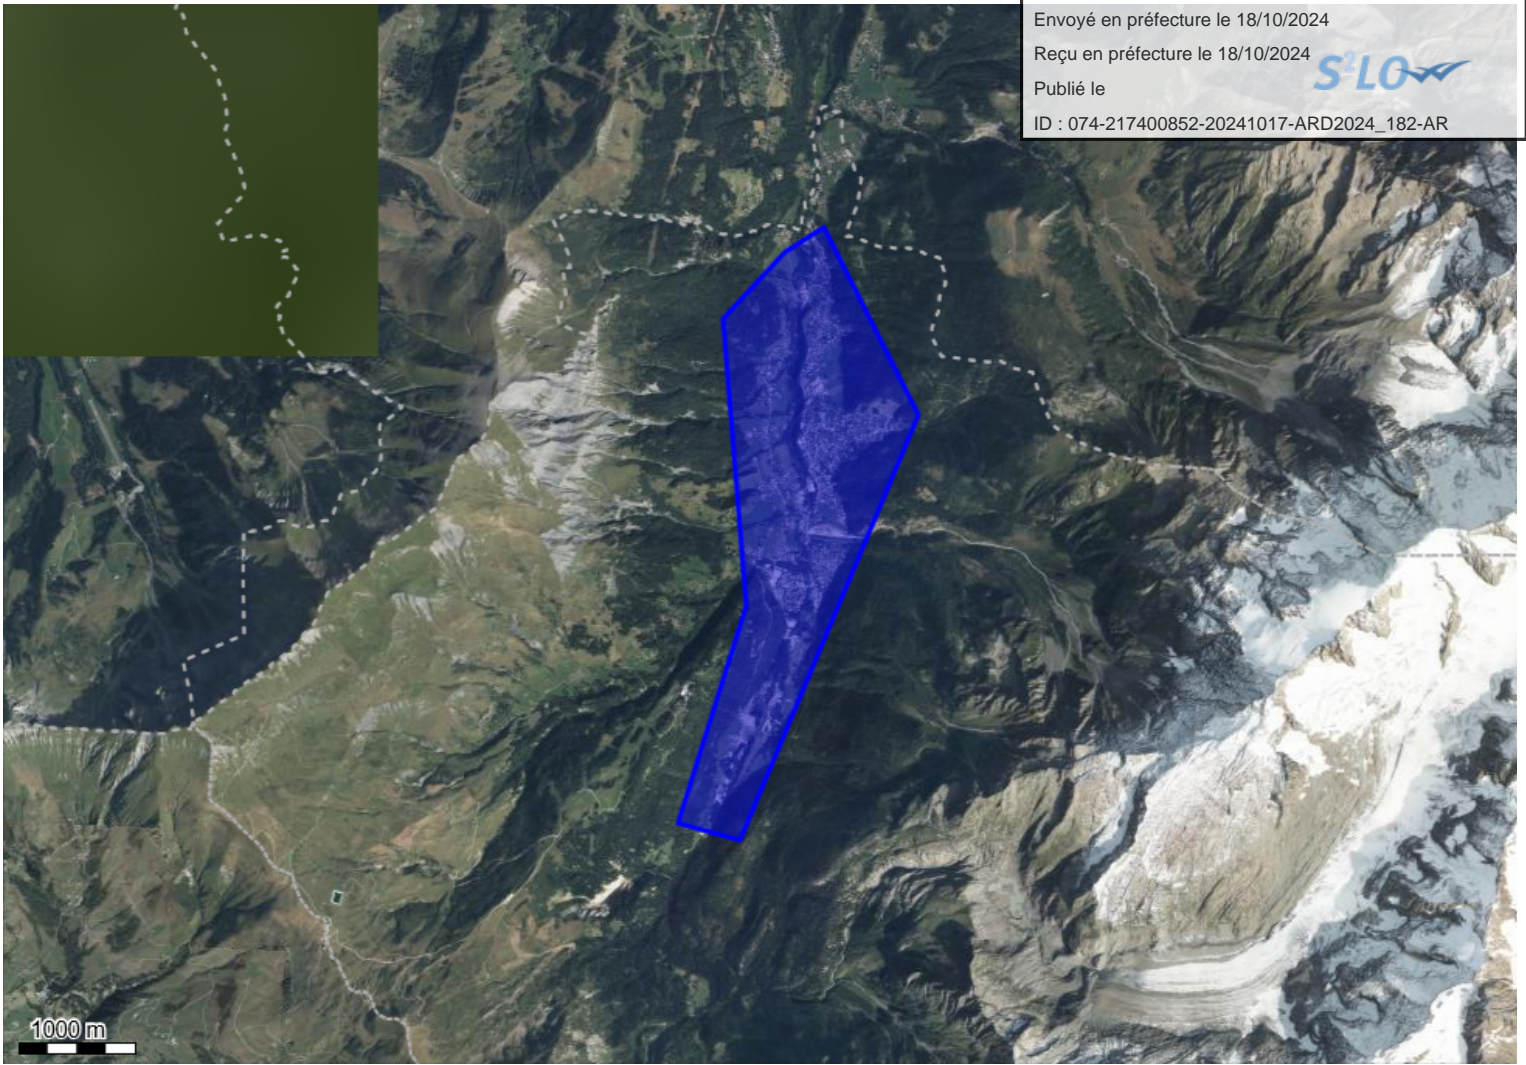 Envoyé en préfecture le 18/10/2024
Reçu en préfecture le 18/10/2024
S²LOW
Publié le
ID : 074-217400852-20241017-ARD2024_182-AR
1000 m